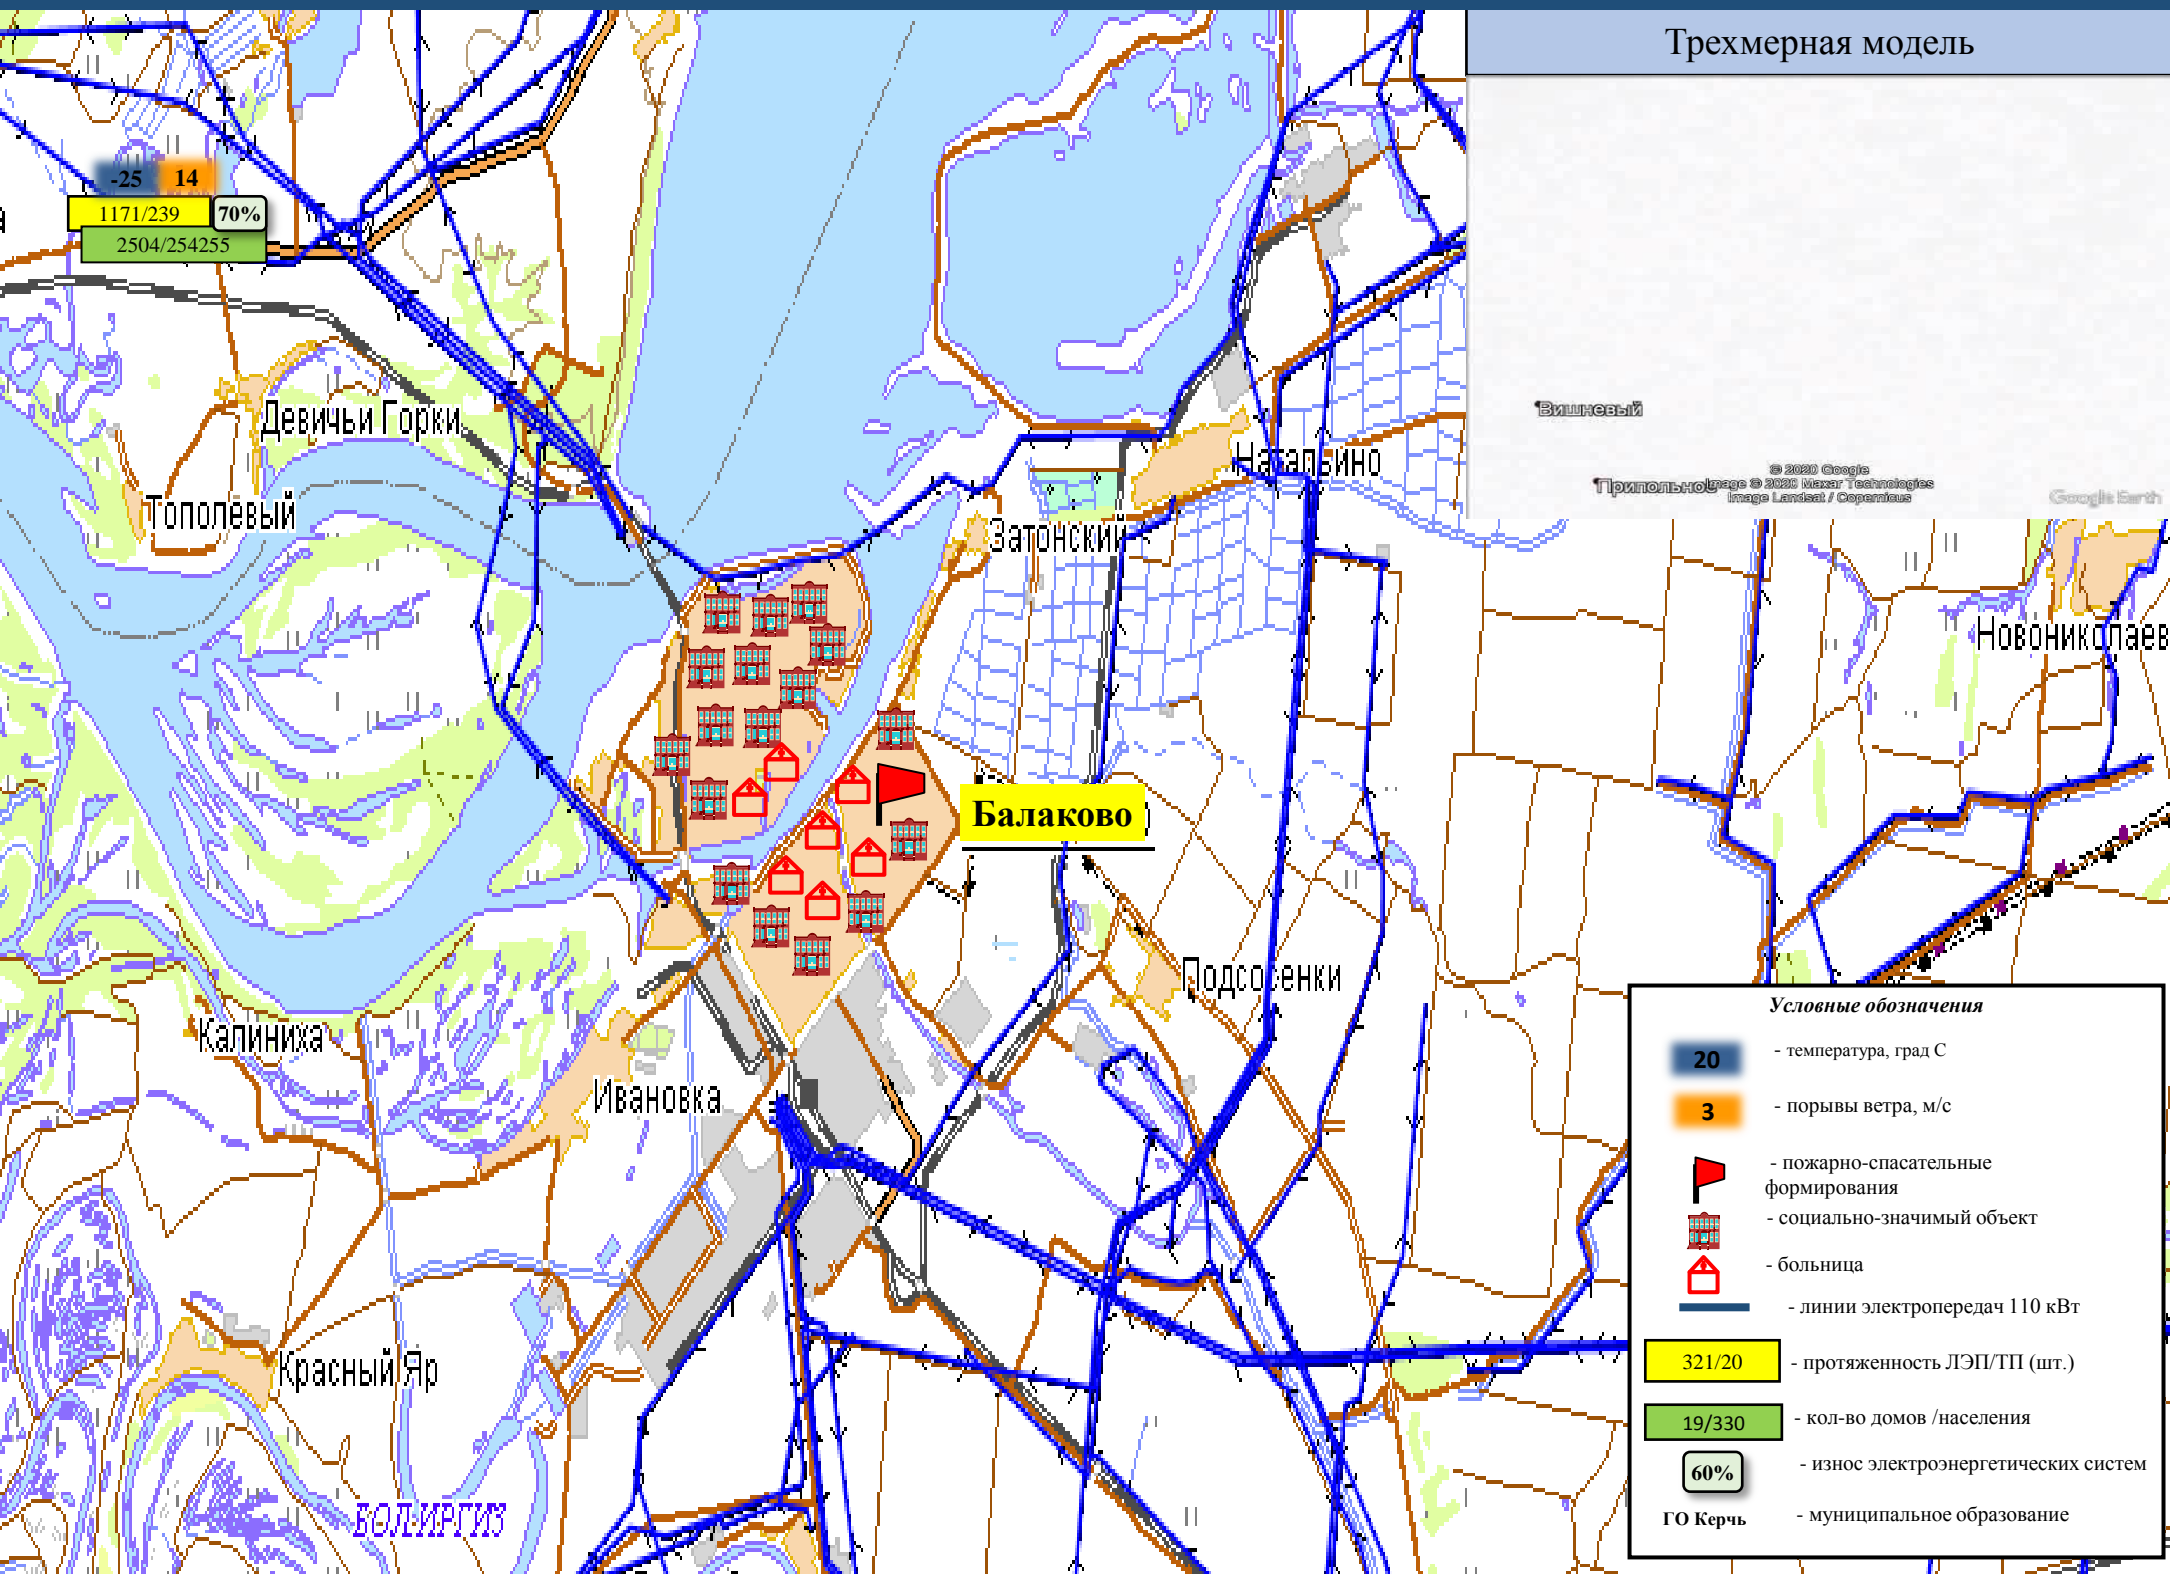 Трехмерная модель
-25 14
1171/239 70%
2504/254255
Вишневый
Девичьи Горки
Натальино
© 2020 Google
Image © 2020 Maxar Technologies
Припольное
Image Landsat / Copernicus
Google Earth
Тополевый
Затонский
Новониколаев
Балаково
Подсосенки
Калиниха
Ивановка
Красный Яр
БОЛ.ИРГИЗ
Условные обозначения
20 - температура, град С
3 - порывы ветра, м/с
- пожарно-спасательные
формирования
- социально-значимый объект
- больница
- линии электропередач 110 кВт
321/20 - протяженность ЛЭП/ТП (шт.)
19/330 - кол-во домов /населения
60% - износ электроэнергетических систем
ГО Керчь - муниципальное образование